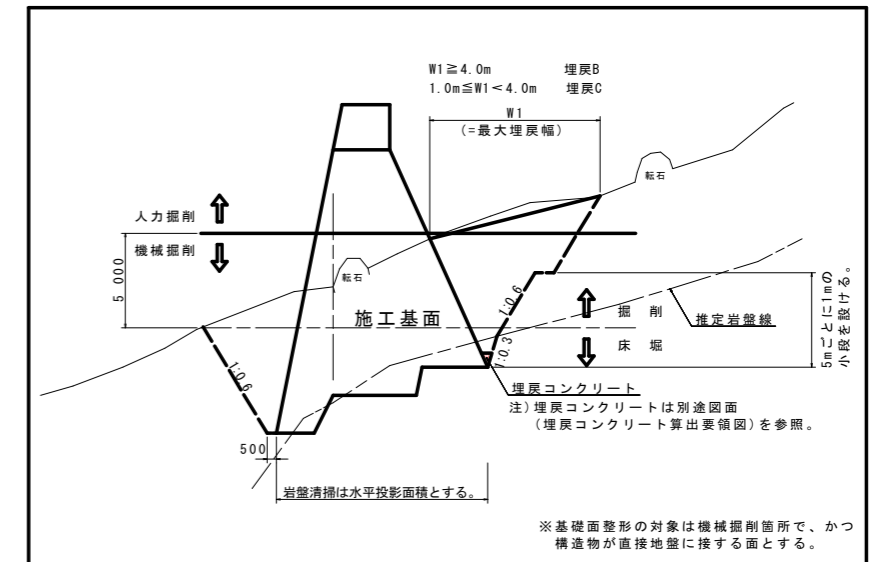 W1≧4.0m 埋戻B
1.0m≦W1<4.0m 埋戻C
W1
(=最大埋戻幅)
転石
人力掘削
機械掘削
5 000
転石
施工基面
1:0.6
1:0.6
1:0.3
掘 削
床 堀
推定岩盤線
5mごとに1mの
小段を設ける。
埋戻コンクリート
注)埋戻コンクリートは別途図面
(埋戻コンクリート算出要領図)を参照。
500
岩盤清掃は水平投影面積とする。
※基礎面整形の対象は機械掘削箇所で、かつ
構造物が直接地盤に接する面とする。